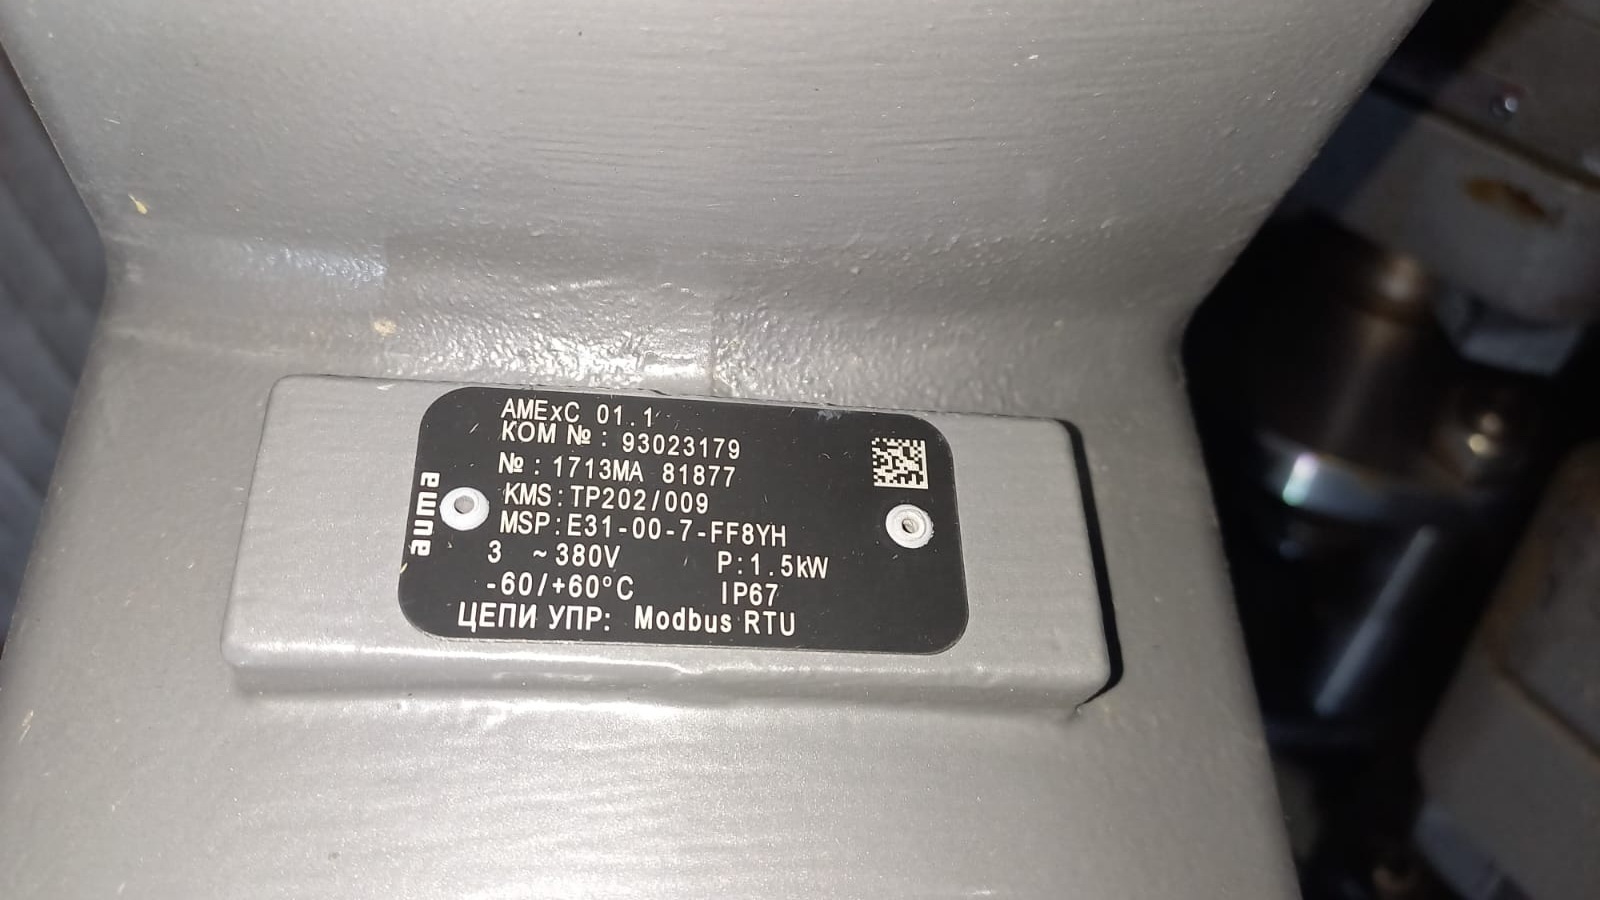 AMExC 01.1
КОМ №: 93023179
№: 1713MA 81877
KMS: TP202/009
MSP: E31-00-7-FF8YH
3 ~380V P:1.5kW
-60/+60°C IP67
ЦЕПИ УПР: Modbus RTU
auma